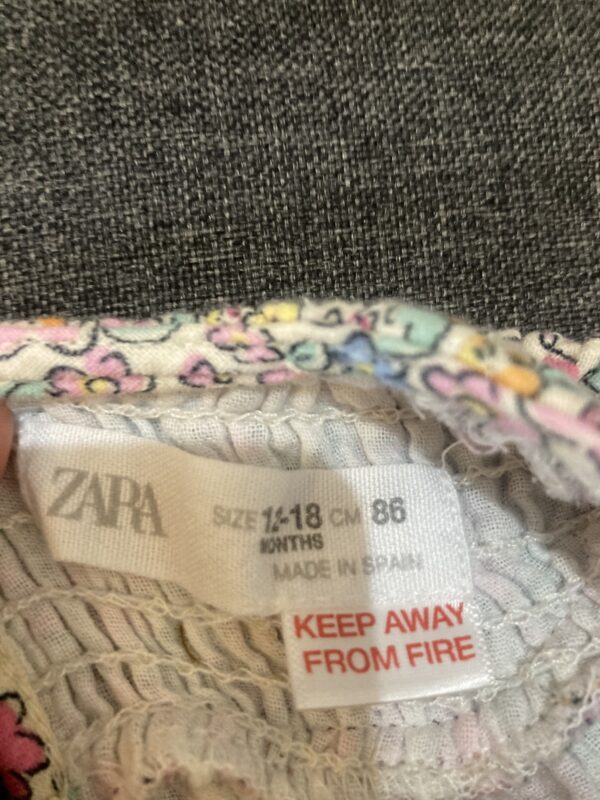 ZARA
SIZE 12-18 CM 86
MONTHS
MADE IN SPAIN
KEEP AWAY
FROM FIRE